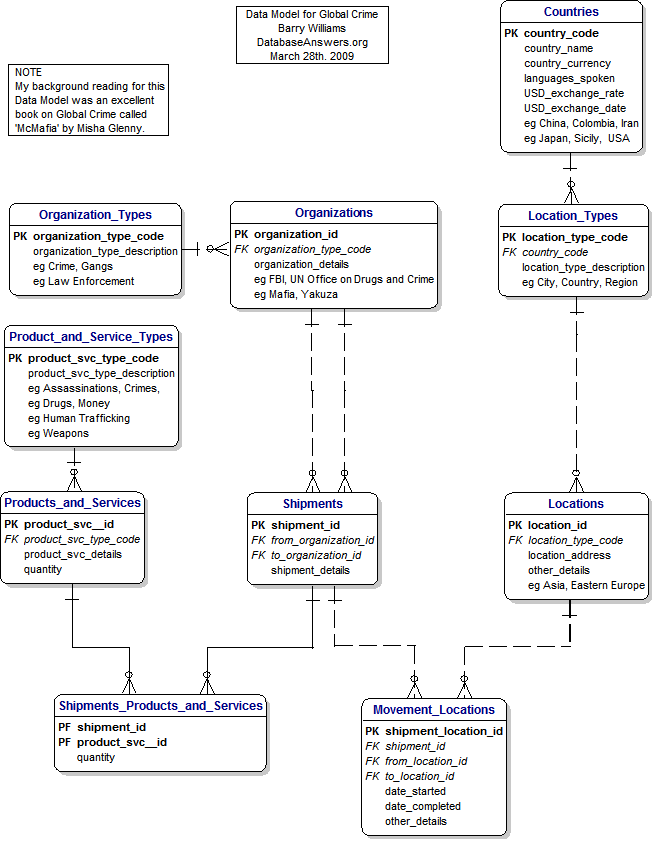 Data Model for Global Crime
Barry Williams
DatabaseAnswers.org
March 28th. 2009
NOTE
My background reading for this
Data Model was an excellent
book on Global Crime called
'McMafia' by Misha Glenny.
Countries
PK country_code
country_name
country_currency
languages_spoken
USD_exchange_rate
USD_exchange_date
eg China, Colombia, Iran
eg Japan, Sicily, USA
Organization_Types
PK organization_type_code
organization_type_description
eg Crime, Gangs
eg Law Enforcement
Organizations
PK organization_id
FK organization_type_code
organization_details
eg FBI, UN Office on Drugs and Crime
eg Mafia, Yakuza
Location_Types
PK location_type_code
FK country_code
location_type_description
eg City, Country, Region
Product_and_Service_Types
PK product_svc_type_code
product_svc_type_description
eg Assassinations, Crimes,
eg Drugs, Money
eg Human Trafficking
eg Weapons
Products_and_Services
PK product_svc__id
FK product_svc_type_code
product_svc_details
quantity
Shipments
PK shipment_id
FK from_organization_id
FK to_organization_id
shipment_details
Locations
PK location_id
FK location_type_code
location_address
other_details
eg Asia, Eastern Europe
Shipments_Products_and_Services
PF shipment_id
PF product_svc__id
quantity
Movement_Locations
PK shipment_location_id
FK shipment_id
FK from_location_id
FK to_location_id
date_started
date_completed
other_details